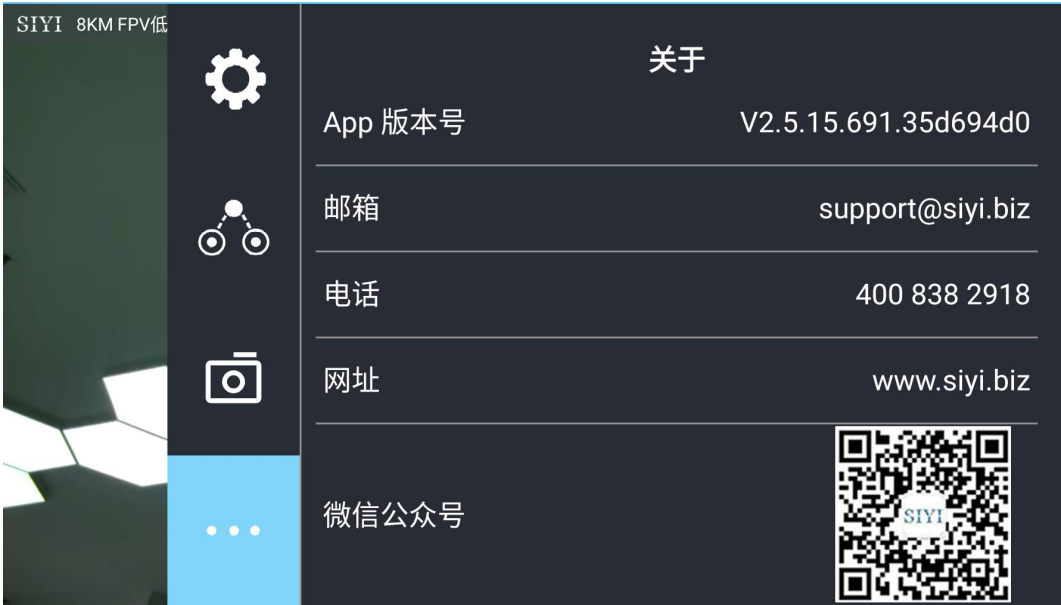 SIYI 8KM FPV低
关于
App 版本号 V2.5.15.691.35d694d0
邮箱 support@siyi.biz
电话 400 838 2918
网址 www.siyi.biz
微信公众号
SIYI